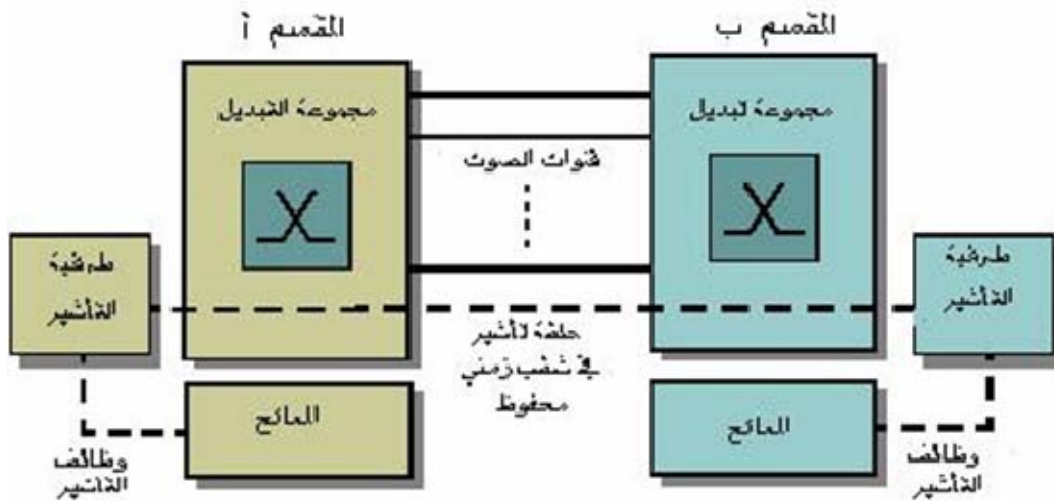 المقسم أ
المقسم ب
مجموعة التبديل
مجموعة تبديل
قنوات الصوت
طرفية
التأشير
طرفية
التأشير
حلقة تأشير
في شقب زمني
محفوظ
المعالج
المعالج
وظائف
التأشير
وظائف
التأشير